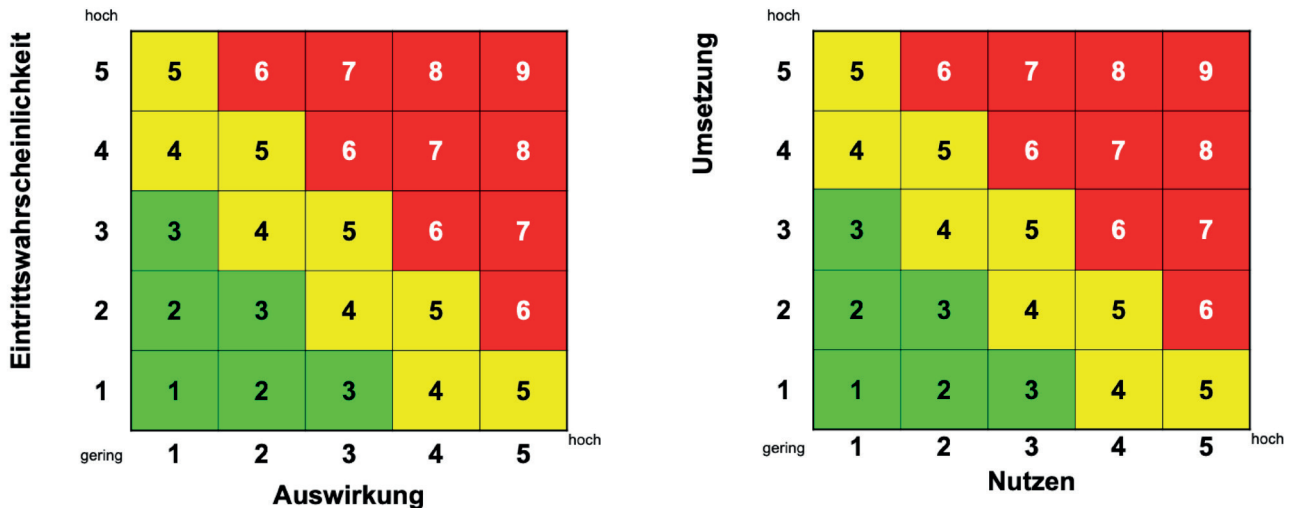 hoch
Eintrittswahrscheinlichkeit
5 5 6 7 8 9
4 4 5 6 7 8
3 3 4 5 6 7
2 2 3 4 5 6
1 1 2 3 4 5
gering 1 2 3 4 5 hoch
Auswirkung
hoch
Umsetzung
5 5 6 7 8 9
4 4 5 6 7 8
3 3 4 5 6 7
2 2 3 4 5 6
1 1 2 3 4 5
gering 1 2 3 4 5 hoch
Nutzen